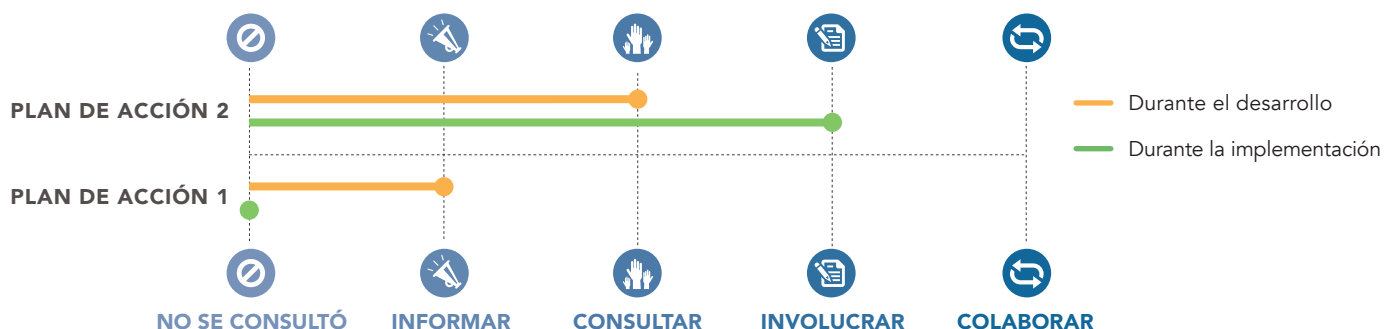 PLAN DE ACCIÓN 2
Durante el desarrollo
Durante la implementación
PLAN DE ACCIÓN 1
NO SE CONSULTÓ INFORMAR CONSULTAR INVOLUCRAR COLABORAR